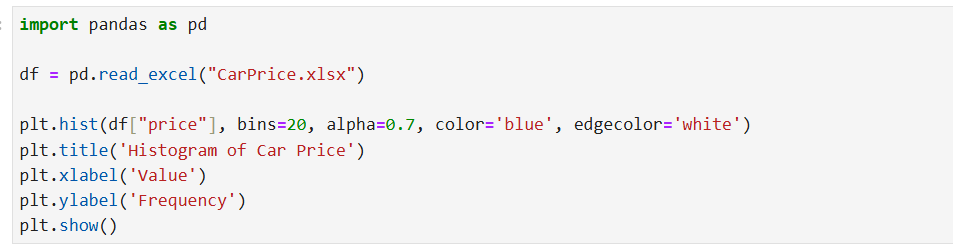 import pandas as pd
df = pd.read_excel("CarPrice.xlsx")
plt.hist(df["price"], bins=20, alpha=0.7, color='blue', edgecolor='white')
plt.title('Histogram of Car Price')
plt.xlabel('Value')
plt.ylabel('Frequency')
plt.show()